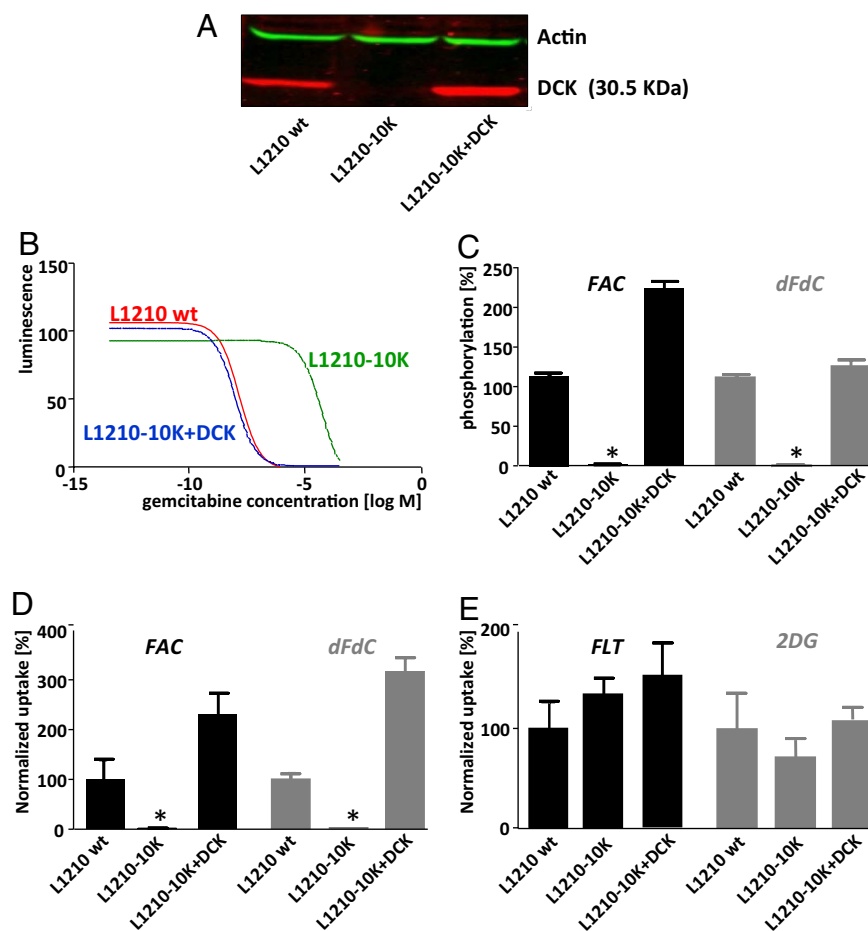 A
Actin
DCK (30.5 KDa)
L1210 wt
L1210-10K
L1210-10K+DCK
B
luminescence
150
100
50
0
L1210 wt
L1210-10K
L1210-10K+DCK
-15
-10
-5
0
gemcitabine concentration [log M]
C
phosphorylation [%]
250
200
150
100
50
0
FAC
dFdC
*
*
L1210 wt
L1210-10K
L1210-10K+DCK
L1210 wt
L1210-10K
L1210-10K+DCK
D
Normalized uptake [%]
400
300
200
100
0
FAC
dFdC
*
*
L1210 wt
L1210-10K
L1210-10K+DCK
L1210 wt
L1210-10K
L1210-10K+DCK
E
Normalized uptake [%]
200
100
0
FLT
2DG
L1210 wt
L1210-10K
L1210-10K+DCK
L1210 wt
L1210-10K
L1210-10K+DCK